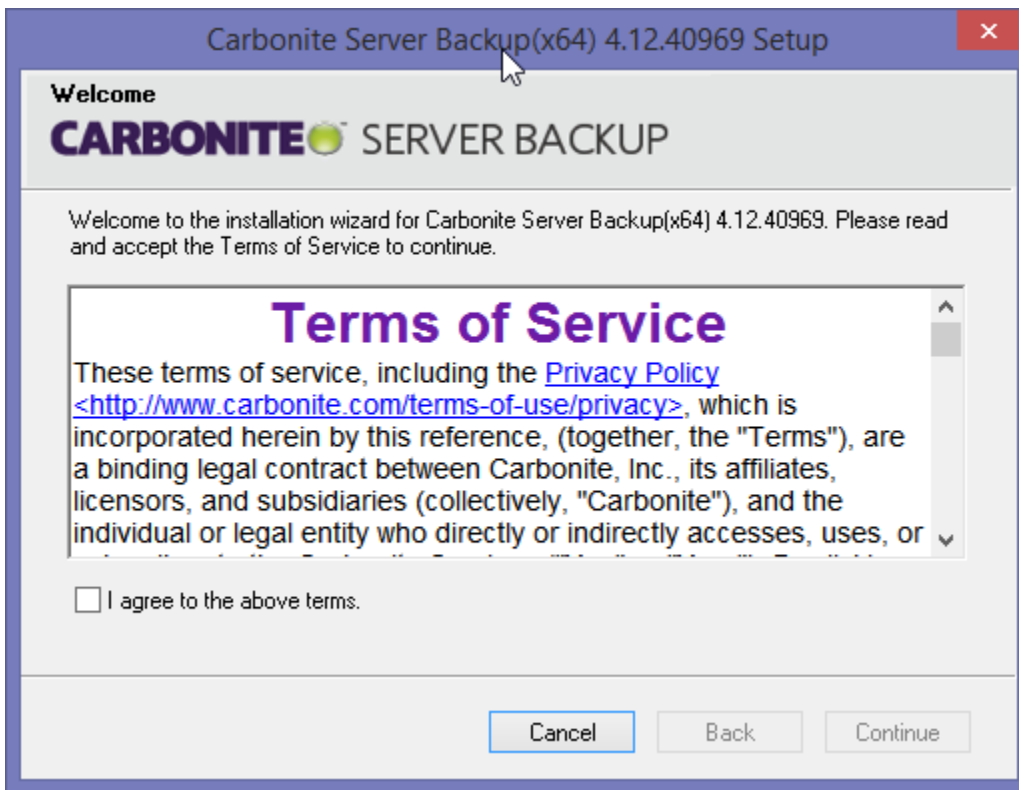 Carbonite Server Backup(x64) 4.12.40969 Setup
Welcome
CARBONITE SERVER BACKUP
Welcome to the installation wizard for Carbonite Server Backup(x64) 4.12.40969. Please read
and accept the Terms of Service to continue.
Terms of Service
These terms of service, including the Privacy Policy
<http://www.carbonite.com/terms-of-use/privacy>, which is
incorporated herein by this reference, (together, the "Terms"), are
a binding legal contract between Carbonite, Inc., its affiliates,
licensors, and subsidiaries (collectively, "Carbonite"), and the
individual or legal entity who directly or indirectly accesses, uses, or
I agree to the above terms.
Cancel
Back
Continue